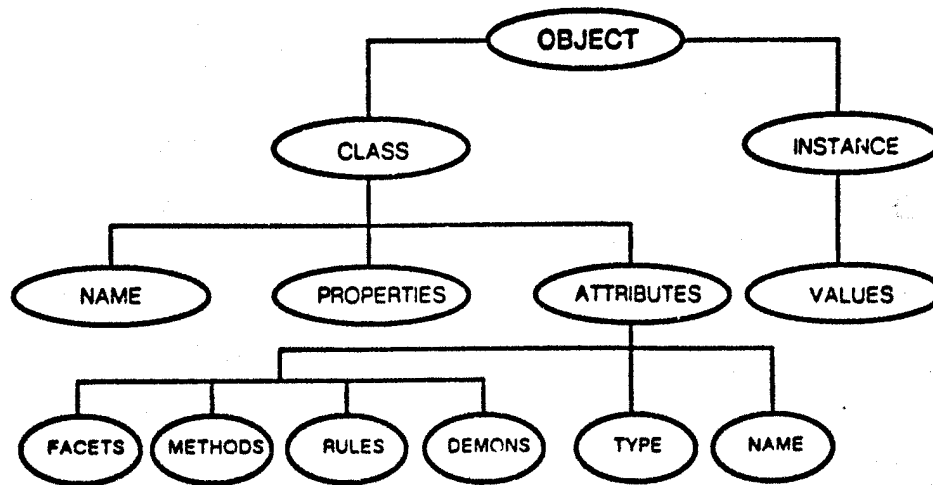 OBJECT
CLASS
INSTANCE
NAME
PROPERTIES
ATTRIBUTES
VALUES
FACETS
METHODS
RULES
DEMONS
TYPE
NAME